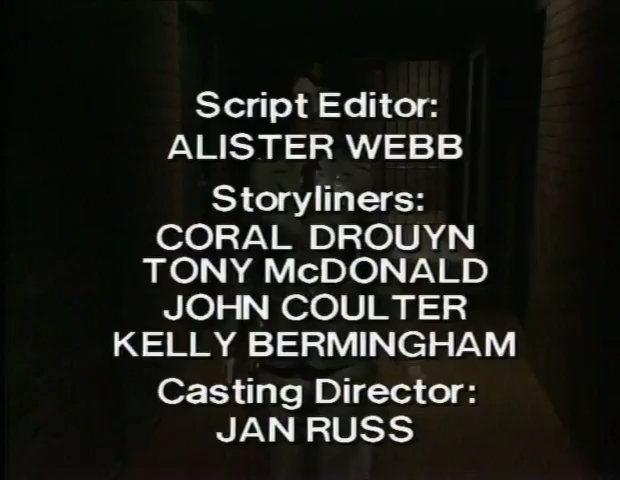 Script Editor:
ALISTER WEBB
Storyliners:
CORAL DROUYN
TONY McDONALD
JOHN COULTER
KELLY BERMINGHAM
Casting Director:
JAN RUSS